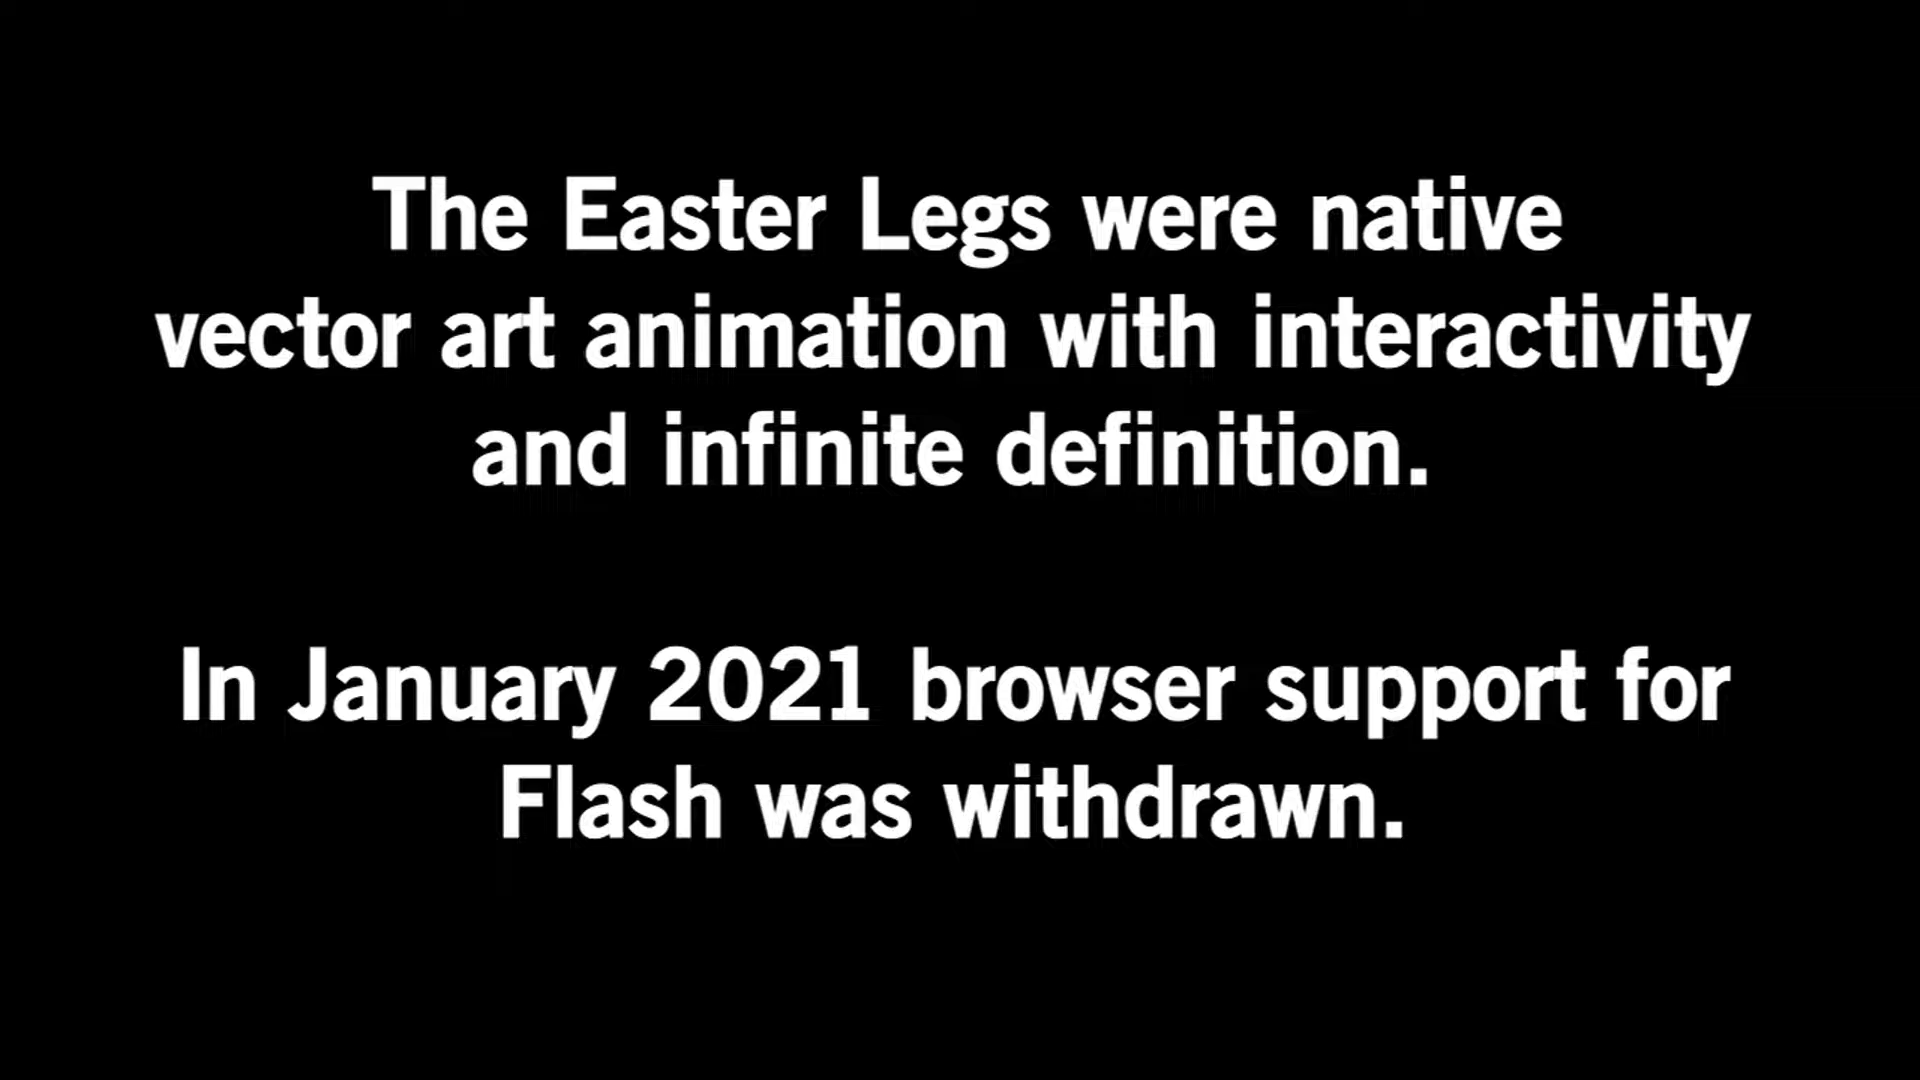 The Easter Legs were native
vector art animation with interactivity
and infinite definition.
In January 2021 browser support for
Flash was withdrawn.